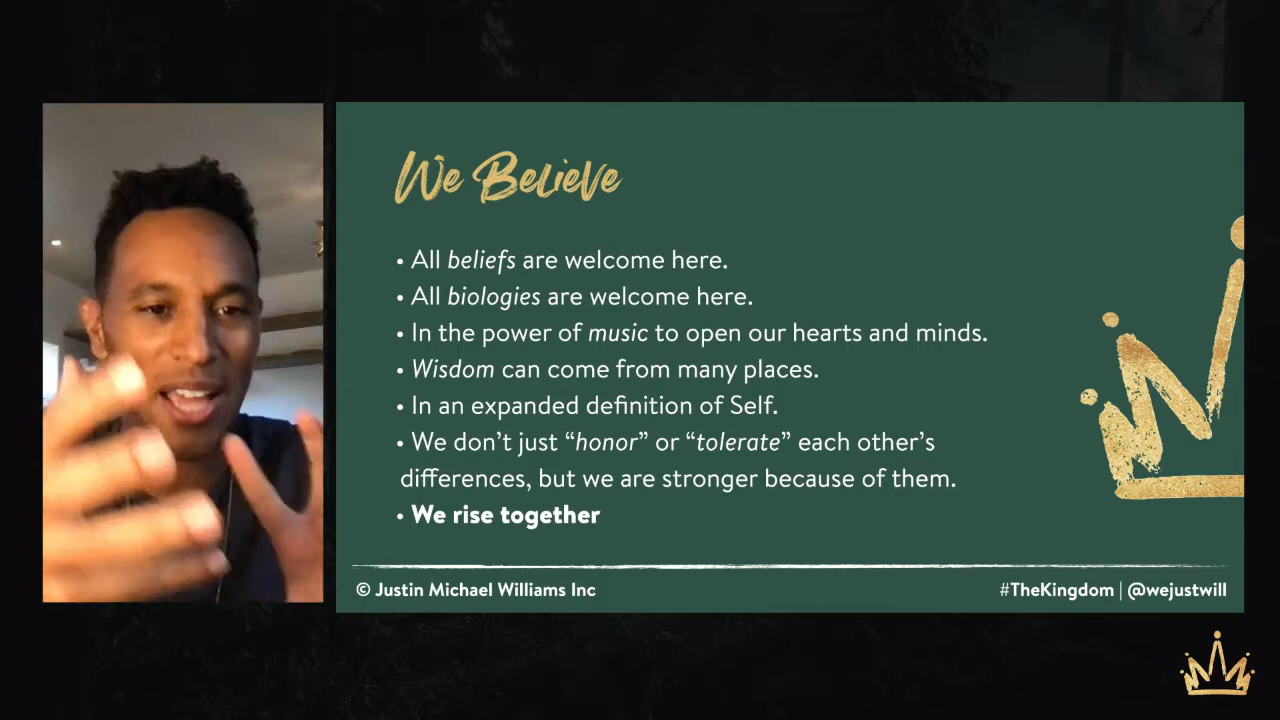 We Believe
• All beliefs are welcome here.
• All biologies are welcome here.
• In the power of music to open our hearts and minds.
• Wisdom can come from many places.
• In an expanded definition of Self.
• We don’t just “honor” or “tolerate” each other’s
differences, but we are stronger because of them.
• We rise together
© Justin Michael Williams Inc
#TheKingdom | @wejustwill